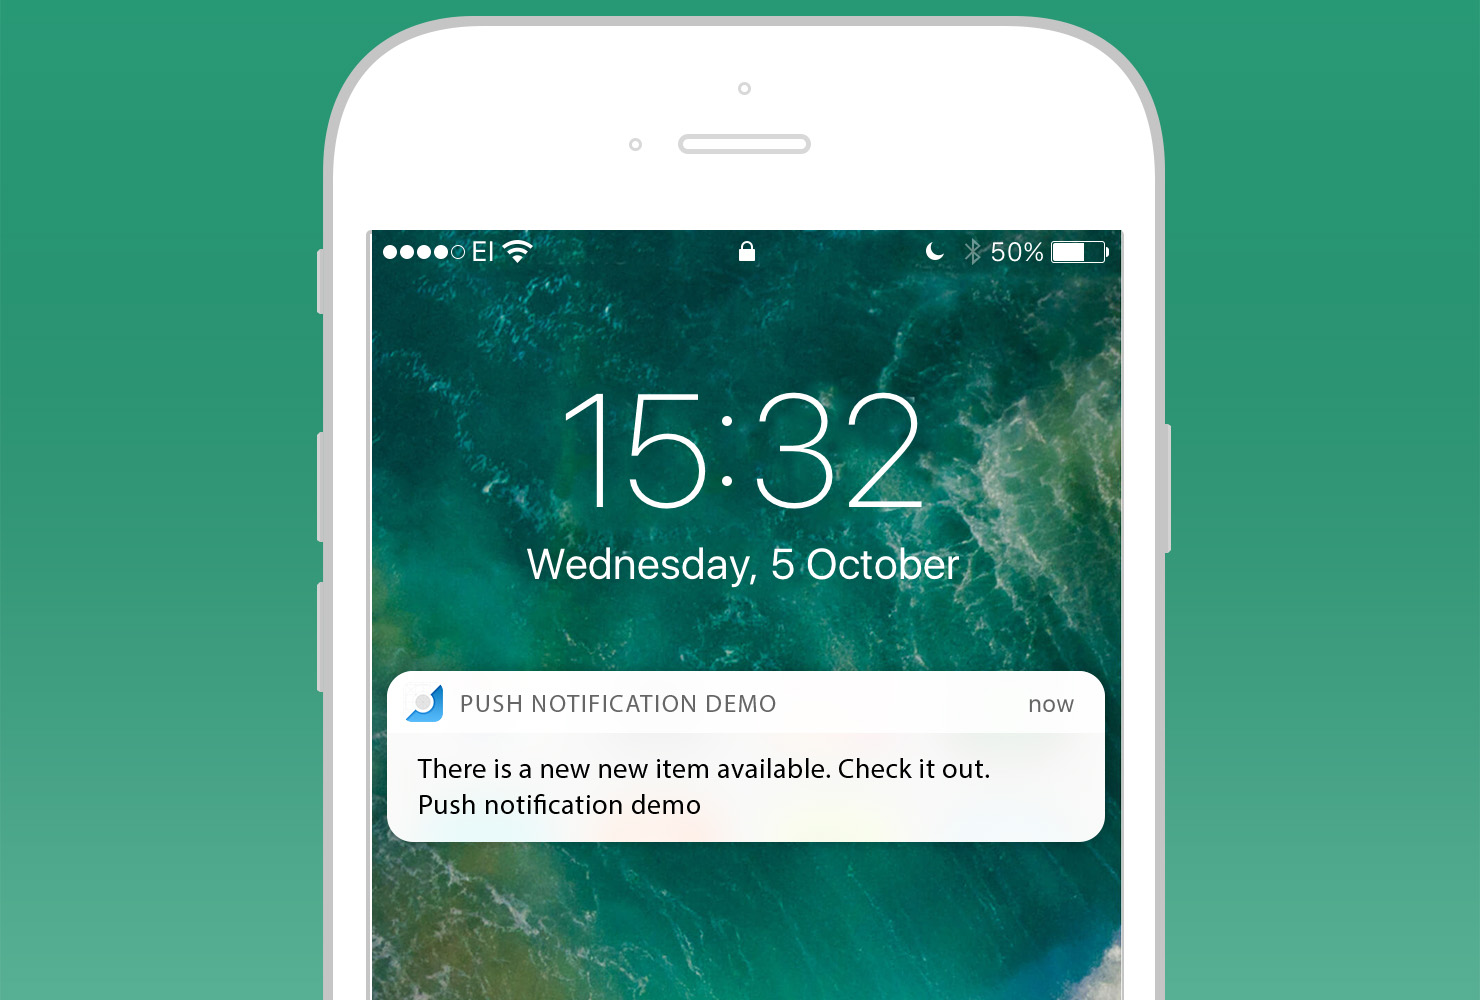 EI 50%
15:32
Wednesday, 5 October
PUSH NOTIFICATION DEMO now
There is a new new item available. Check it out.
Push notification demo